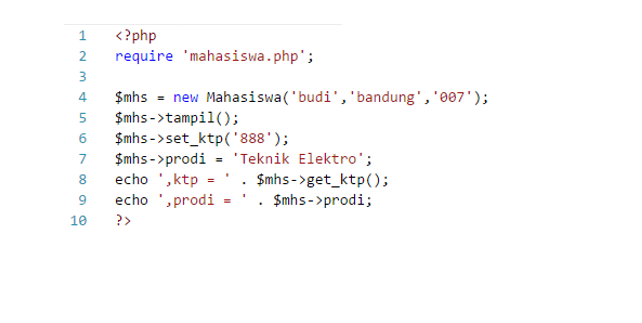 1 <?php
2 require 'mahasiswa.php';
3
4 $mhs = new Mahasiswa('budi','bandung','007');
5 $mhs->tampil();
6 $mhs->set_ktp('888');
7 $mhs->prodi = 'Teknik Elektro';
8 echo ',ktp = ' . $mhs->get_ktp();
9 echo ',prodi = ' . $mhs->prodi;
10 ?>